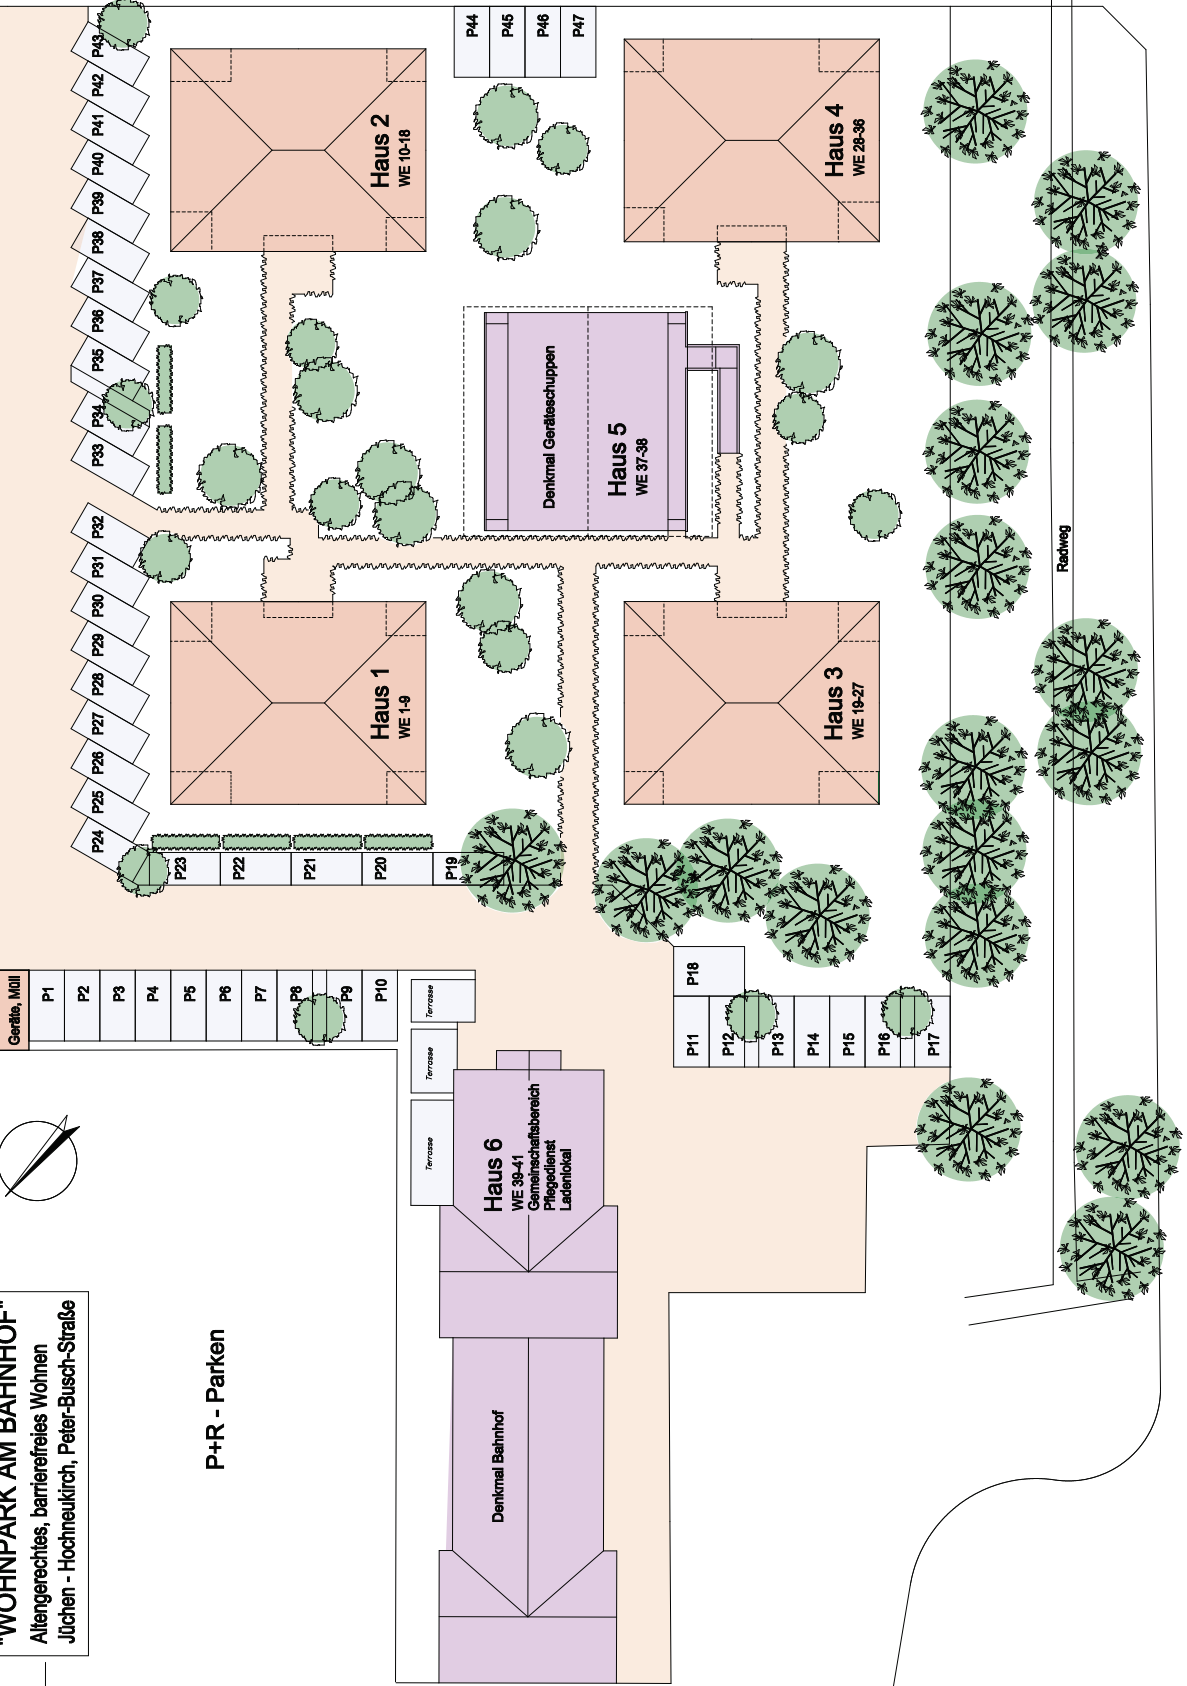 "WOHNPARK AM BAHNHOF"
Altengerechtes, barrierefreies Wohnen
Jüchen - Hochneukirch, Peter-Busch-Straße
P+R - Parken
Geräte, Müll
P1
P2
P3
P4
P5
P6
P7
P8
P9
P10
P11
P12
P13
P14
P15
P16
P17
P18
P19
P20
P21
P22
P23
P24
P25
P26
P27
P28
P29
P30
P31
P32
P33
P34
P35
P36
P37
P38
P39
P40
P41
P42
P43
P44
P45
P46
P47
Haus 1
WE 1-9
Haus 2
WE 10-18
Haus 3
WE 19-27
Haus 4
WE 28-36
Denkmal Geräteschuppen
Haus 5
WE 37-38
Terrasse
Terrasse
Terrasse
Haus 6
WE 39-41
Gemeinschaftsbereich
Pflegedienst
Ladenlokal
Denkmal Bahnhof
Radweg